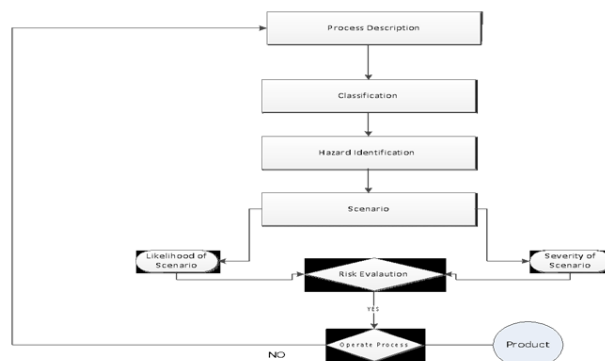 Process Description
Classification
Hazard Identification
Scenario
Likelihood of
Scenario
Severity of
Scenario
Risk Evalaution
YES
Operate Process
Product
NO